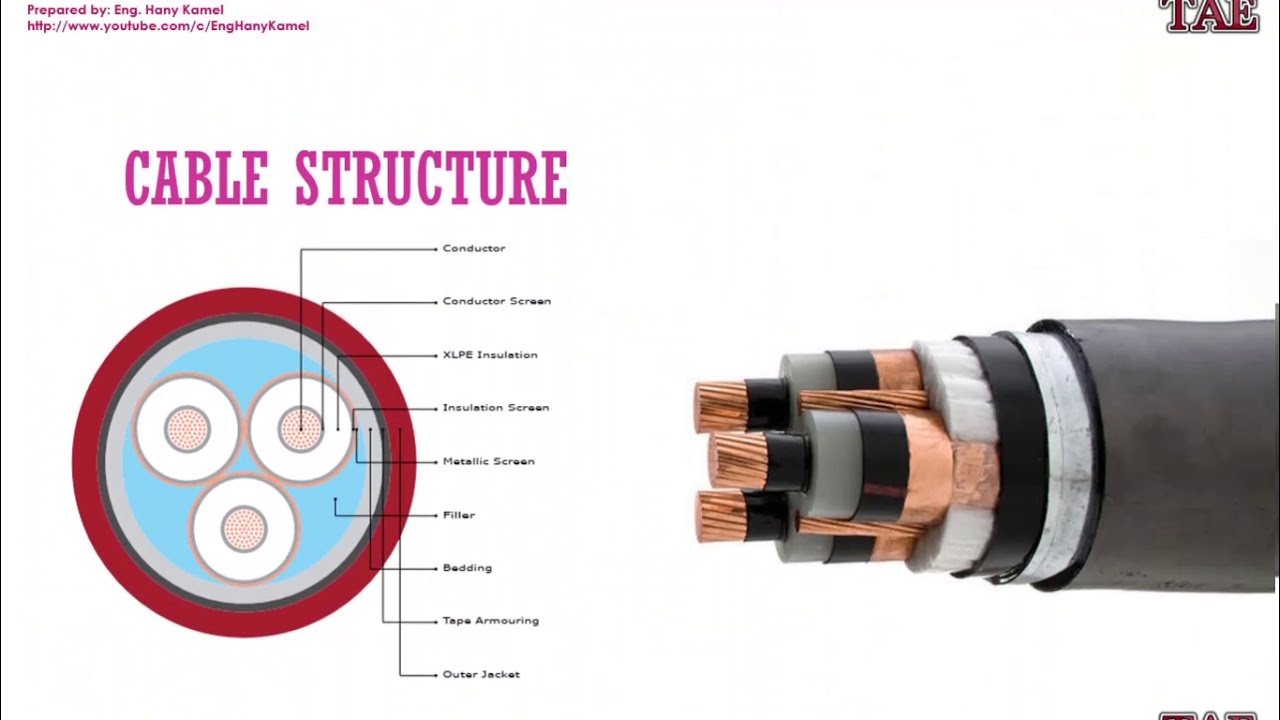 Prepared by: Eng. Hany Kamel
http://www.youtube.com/c/EngHanyKamel
TAE
CABLE STRUCTURE
Conductor
Conductor Screen
XLPE Insulation
Insulation Screen
Metallic Screen
Filler
Bedding
Tape Armouring
Outer Jacket
TAE